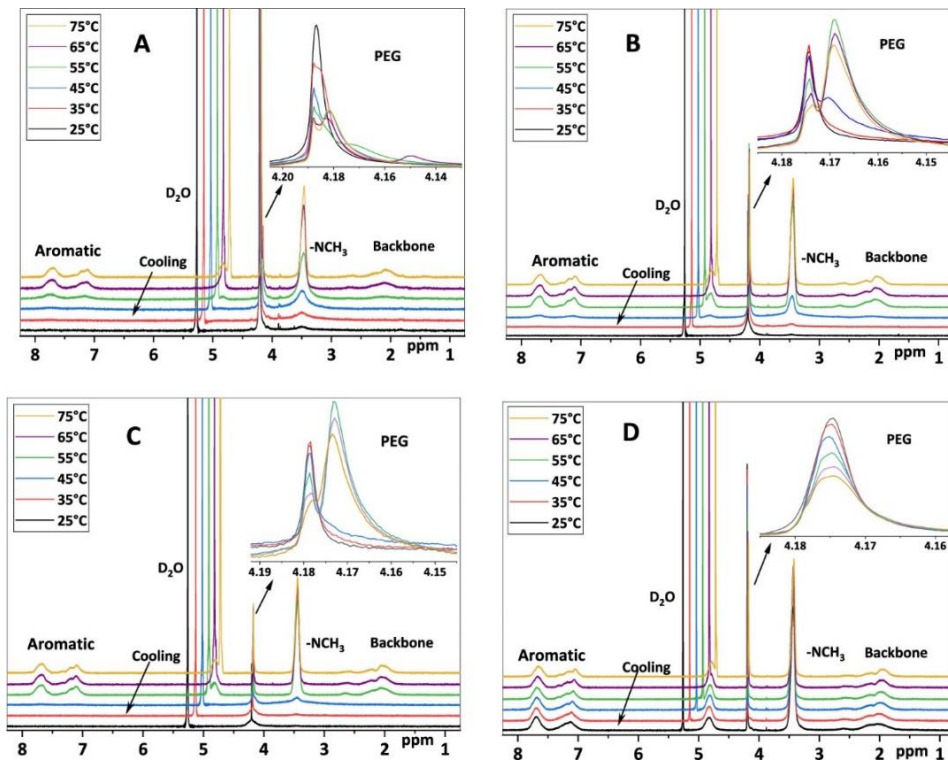 75°C
65°C
55°C
45°C
35°C
25°C
A
PEG
4.20 4.18 4.16 4.14
D₂O
Aromatic
Cooling
-NCH₃
Backbone
8 7 6 5 4 3 2 1
ppm
75°C
65°C
55°C
45°C
35°C
25°C
B
PEG
4.18 4.17 4.16 4.15
D₂O
Aromatic
Cooling
-NCH₃
Backbone
8 7 6 5 4 3 2 1
ppm
75°C
65°C
55°C
45°C
35°C
25°C
C
PEG
4.19 4.18 4.17 4.16 4.15
D₂O
Aromatic
Cooling
-NCH₃
Backbone
8 7 6 5 4 3 2 1
ppm
75°C
65°C
55°C
45°C
35°C
25°C
D
PEG
4.18 4.17 4.16
D₂O
Aromatic
Cooling
-NCH₃
Backbone
8 7 6 5 4 3 2 1
ppm